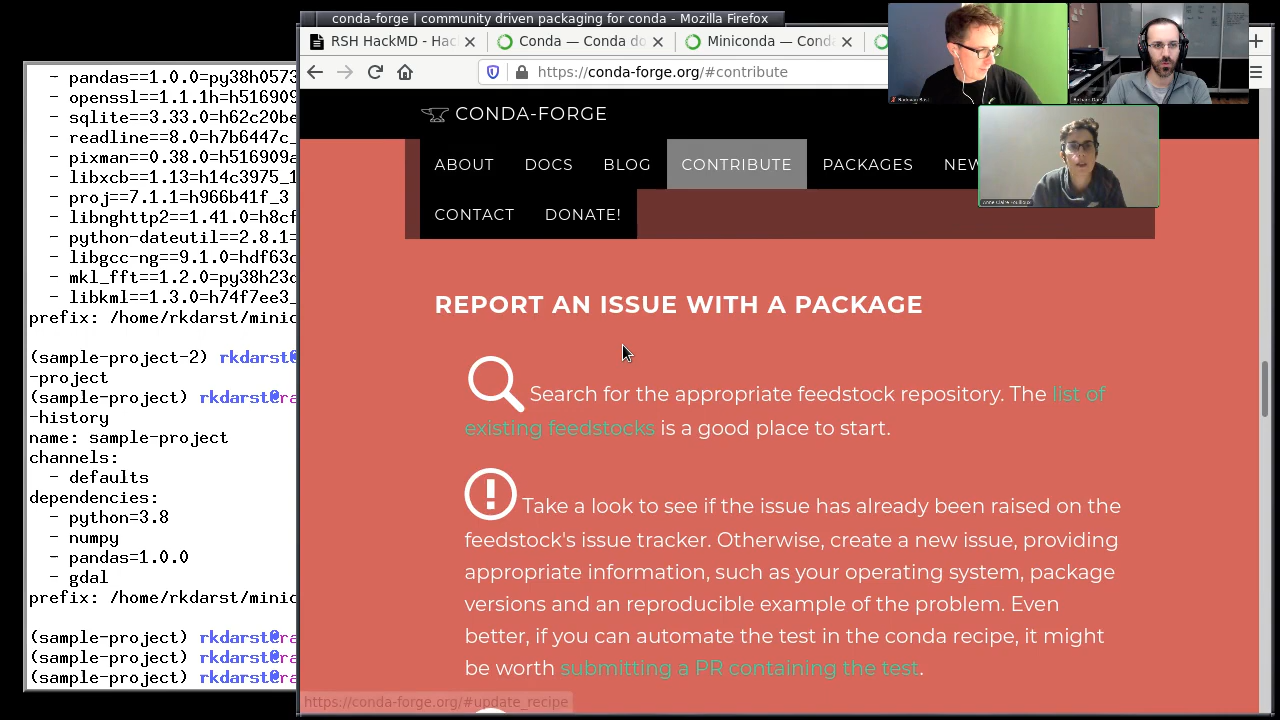 conda-forge | community driven packaging for conda - Mozilla Firefox
RSH HackMD - Hac
Conda — Conda do
Miniconda — Conda
https://conda-forge.org/#contribute
CONDA-FORGE
ABOUT DOCS BLOG CONTRIBUTE PACKAGES NEW
CONTACT DONATE!
REPORT AN ISSUE WITH A PACKAGE
Search for the appropriate feedstock repository. The list of
existing feedstocks is a good place to start.
Take a look to see if the issue has already been raised on the
feedstock's issue tracker. Otherwise, create a new issue, providing
appropriate information, such as your operating system, package
versions and an reproducible example of the problem. Even
better, if you can automate the test in the conda recipe, it might
be worth submitting a PR containing the test.
https://conda-forge.org/#update_recipe
- pandas==1.0.0=py38h0573
- openssl==1.1.1h=h516909
- sqlite==3.33.0=h62c20be
- readline==8.0=h7b6447c_
- pixman==0.38.0=h516909a
- libxcb==1.13=h14c3975_1
- proj==7.1.1=h966b41f_3
- libnghttp2==1.41.0=h8cf
- python-dateutil==2.8.1=
- libgcc-ng==9.1.0=hdf63c
- mkl_fft==1.2.0=py38h23c
- libkml==1.3.0=h74f7ee3_
prefix: /home/rkdarst/minic
(sample-project-2) rkdarst@
-project
(sample-project) rkdarst@ra
-history
name: sample-project
channels:
- defaults
dependencies:
- python=3.8
- numpy
- pandas=1.0.0
- gdal
prefix: /home/rkdarst/minic
(sample-project) rkdarst@ra
(sample-project) rkdarst@ra
(sample-project) rkdarst@ra